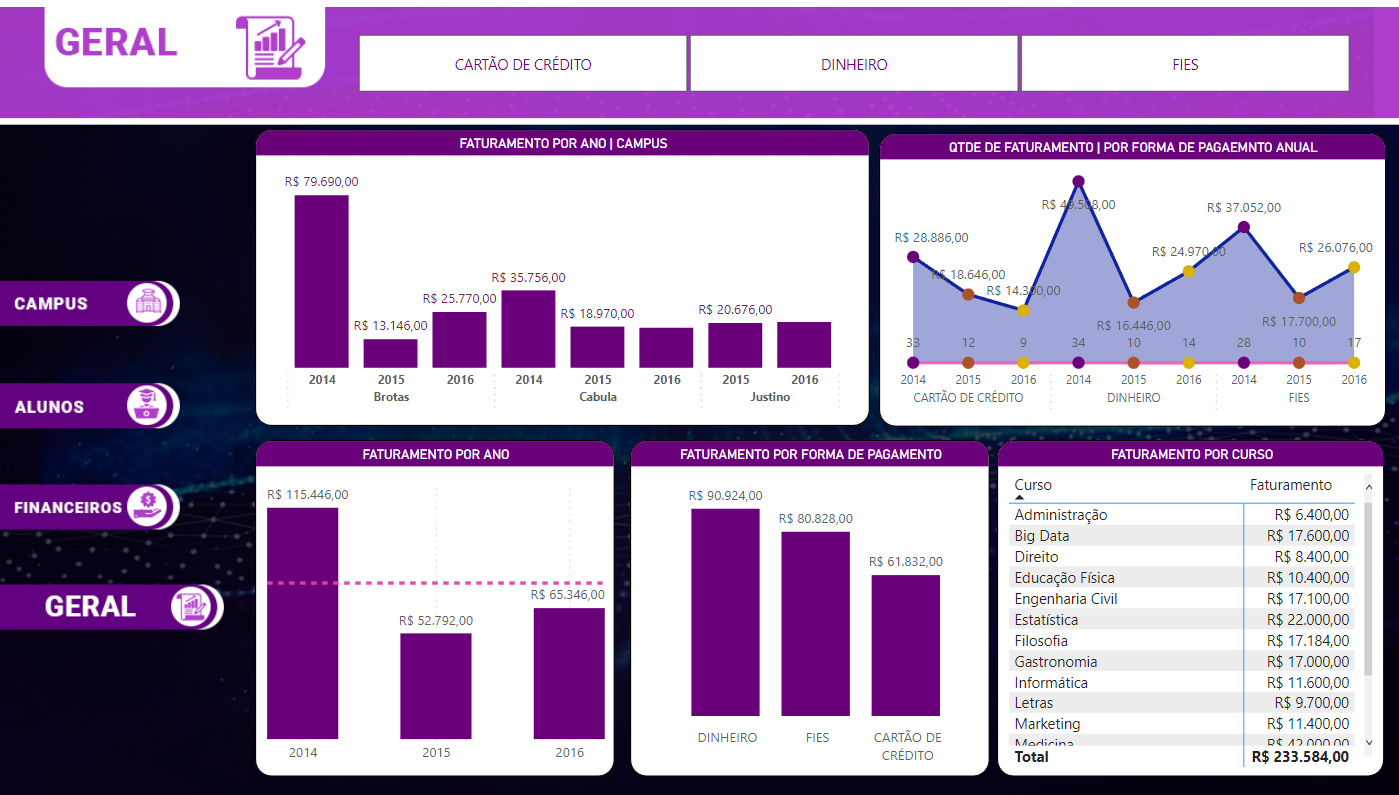 GERAL
CARTÃO DE CRÉDITO
DINHEIRO
FIES
CAMPUS
ALUNOS
FINANCEIROS
GERAL
FATURAMENTO POR ANO | CAMPUS
R$ 79.690,00
R$ 13.146,00
R$ 25.770,00
R$ 35.756,00
R$ 18.970,00
R$ 20.676,00
2014 2015 2016 2014 2015 2016 2015 2016
Brotas Cabula Justino
QTDE DE FATURAMENTO | POR FORMA DE PAGAEMNTO ANUAL
R$ 28.886,00
R$ 18.646,00
R$ 14.300,00
R$ 49.508,00
R$ 16.446,00
R$ 24.970,00
R$ 37.052,00
R$ 17.700,00
R$ 26.076,00
33 12 9 34 10 14 28 10 17
2014 2015 2016 2014 2015 2016 2014 2015 2016
CARTÃO DE CRÉDITO DINHEIRO FIES
FATURAMENTO POR ANO
R$ 115.446,00
R$ 52.792,00
R$ 65.346,00
2014 2015 2016
FATURAMENTO POR FORMA DE PAGAMENTO
R$ 90.924,00
R$ 80.828,00
R$ 61.832,00
DINHEIRO FIES CARTÃO DE
CRÉDITO
FATURAMENTO POR CURSO
Curso Faturamento
Administração R$ 6.400,00
Big Data R$ 17.600,00
Direito R$ 8.400,00
Educação Física R$ 10.400,00
Engenharia Civil R$ 17.100,00
Estatística R$ 22.000,00
Filosofia R$ 17.184,00
Gastronomia R$ 17.000,00
Informática R$ 11.600,00
Letras R$ 9.700,00
Marketing R$ 11.400,00
Medicina R$ 42.000,00
Total R$ 233.584,00